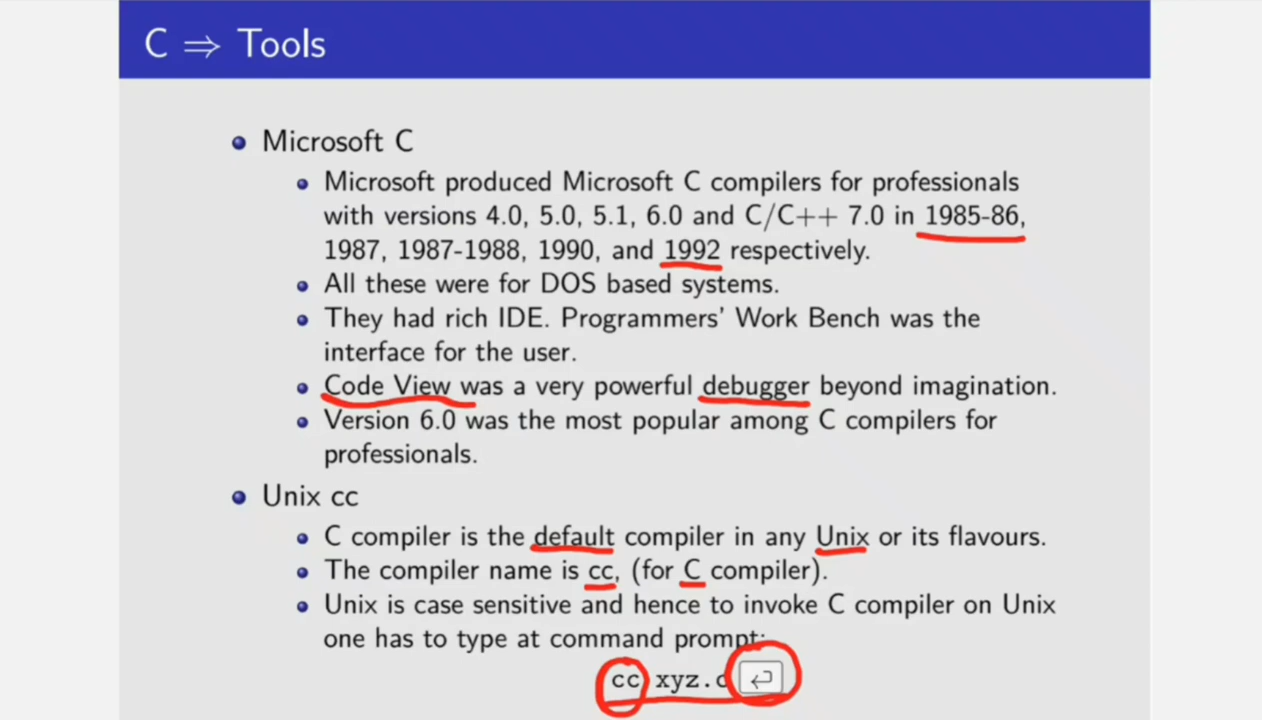 C ⇒ Tools
Microsoft C
Microsoft produced Microsoft C compilers for professionals
with versions 4.0, 5.0, 5.1, 6.0 and C/C++ 7.0 in 1985-86,
1987, 1987-1988, 1990, and 1992 respectively.
All these were for DOS based systems.
They had rich IDE. Programmers' Work Bench was the
interface for the user.
Code View was a very powerful debugger beyond imagination.
Version 6.0 was the most popular among C compilers for
professionals.
Unix cc
C compiler is the default compiler in any Unix or its flavours.
The compiler name is cc, (for C compiler).
Unix is case sensitive and hence to invoke C compiler on Unix
one has to type at command prompt:
cc xyz.c ↵